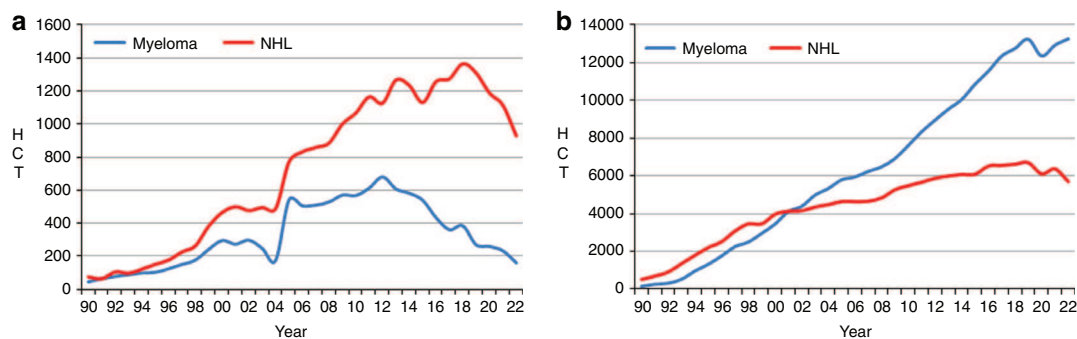 a
Myeloma NHL
1600
1400
1200
1000
800
600
400
200
0
H
C
T
90 92 94 96 98 00 02 04 05 06 08 10 12 14 16 18 20 22
Year
b
Myeloma NHL
14000
12000
10000
8000
6000
4000
2000
0
H
C
T
90 92 94 96 98 00 02 04 06 08 10 12 14 16 18 20 22
Year